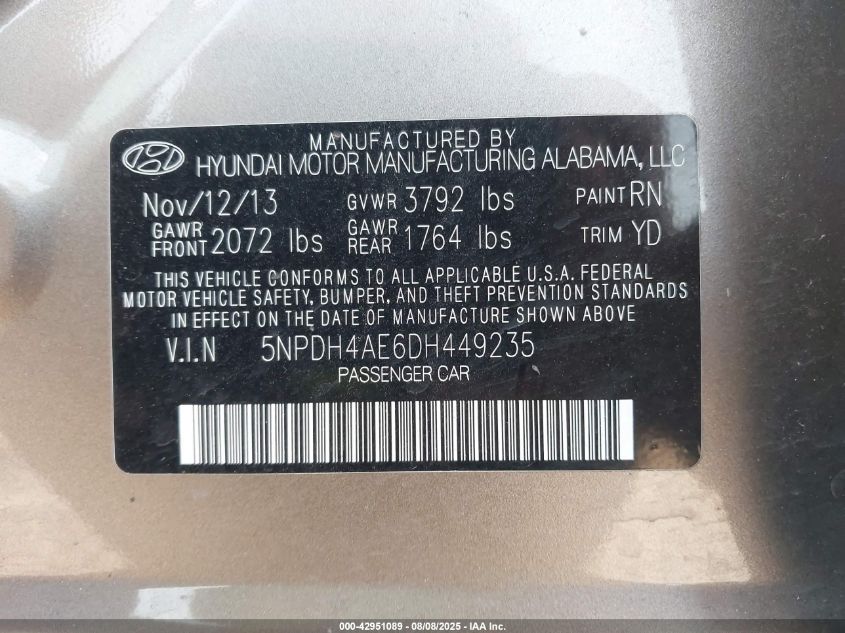 MANUFACTURED BY
HYUNDAI MOTOR MANUFACTURING ALABAMA, LLC
Nov/12/13 GVWR 3792 lbs PAINT RN
GAWR FRONT 2072 lbs GAWR REAR 1764 lbs TRIM YD
THIS VEHICLE CONFORMS TO ALL APPLICABLE U.S.A. FEDERAL
MOTOR VEHICLE SAFETY, BUMPER, AND THEFT PREVENTION STANDARDS
IN EFFECT ON THE DATE OF MANUFACTURE SHOWN ABOVE
V.I.N 5NPDH4AE6DH449235
PASSENGER CAR
000-42951089 - 08/08/2025 - IAA Inc.